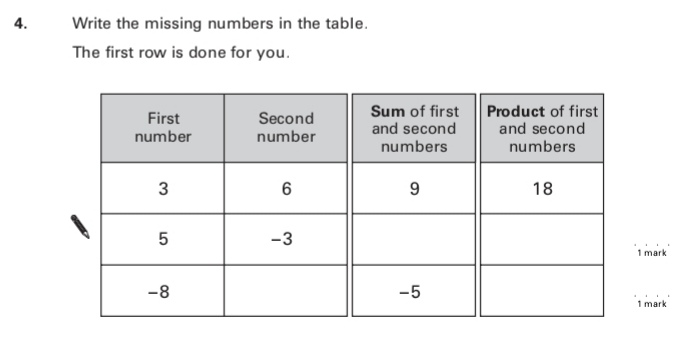 4. Write the missing numbers in the table.
The first row is done for you.
First number
Second number
Sum of first and second numbers
Product of first and second numbers
3 6 9 18
5 −3
1 mark
−8 −5
1 mark